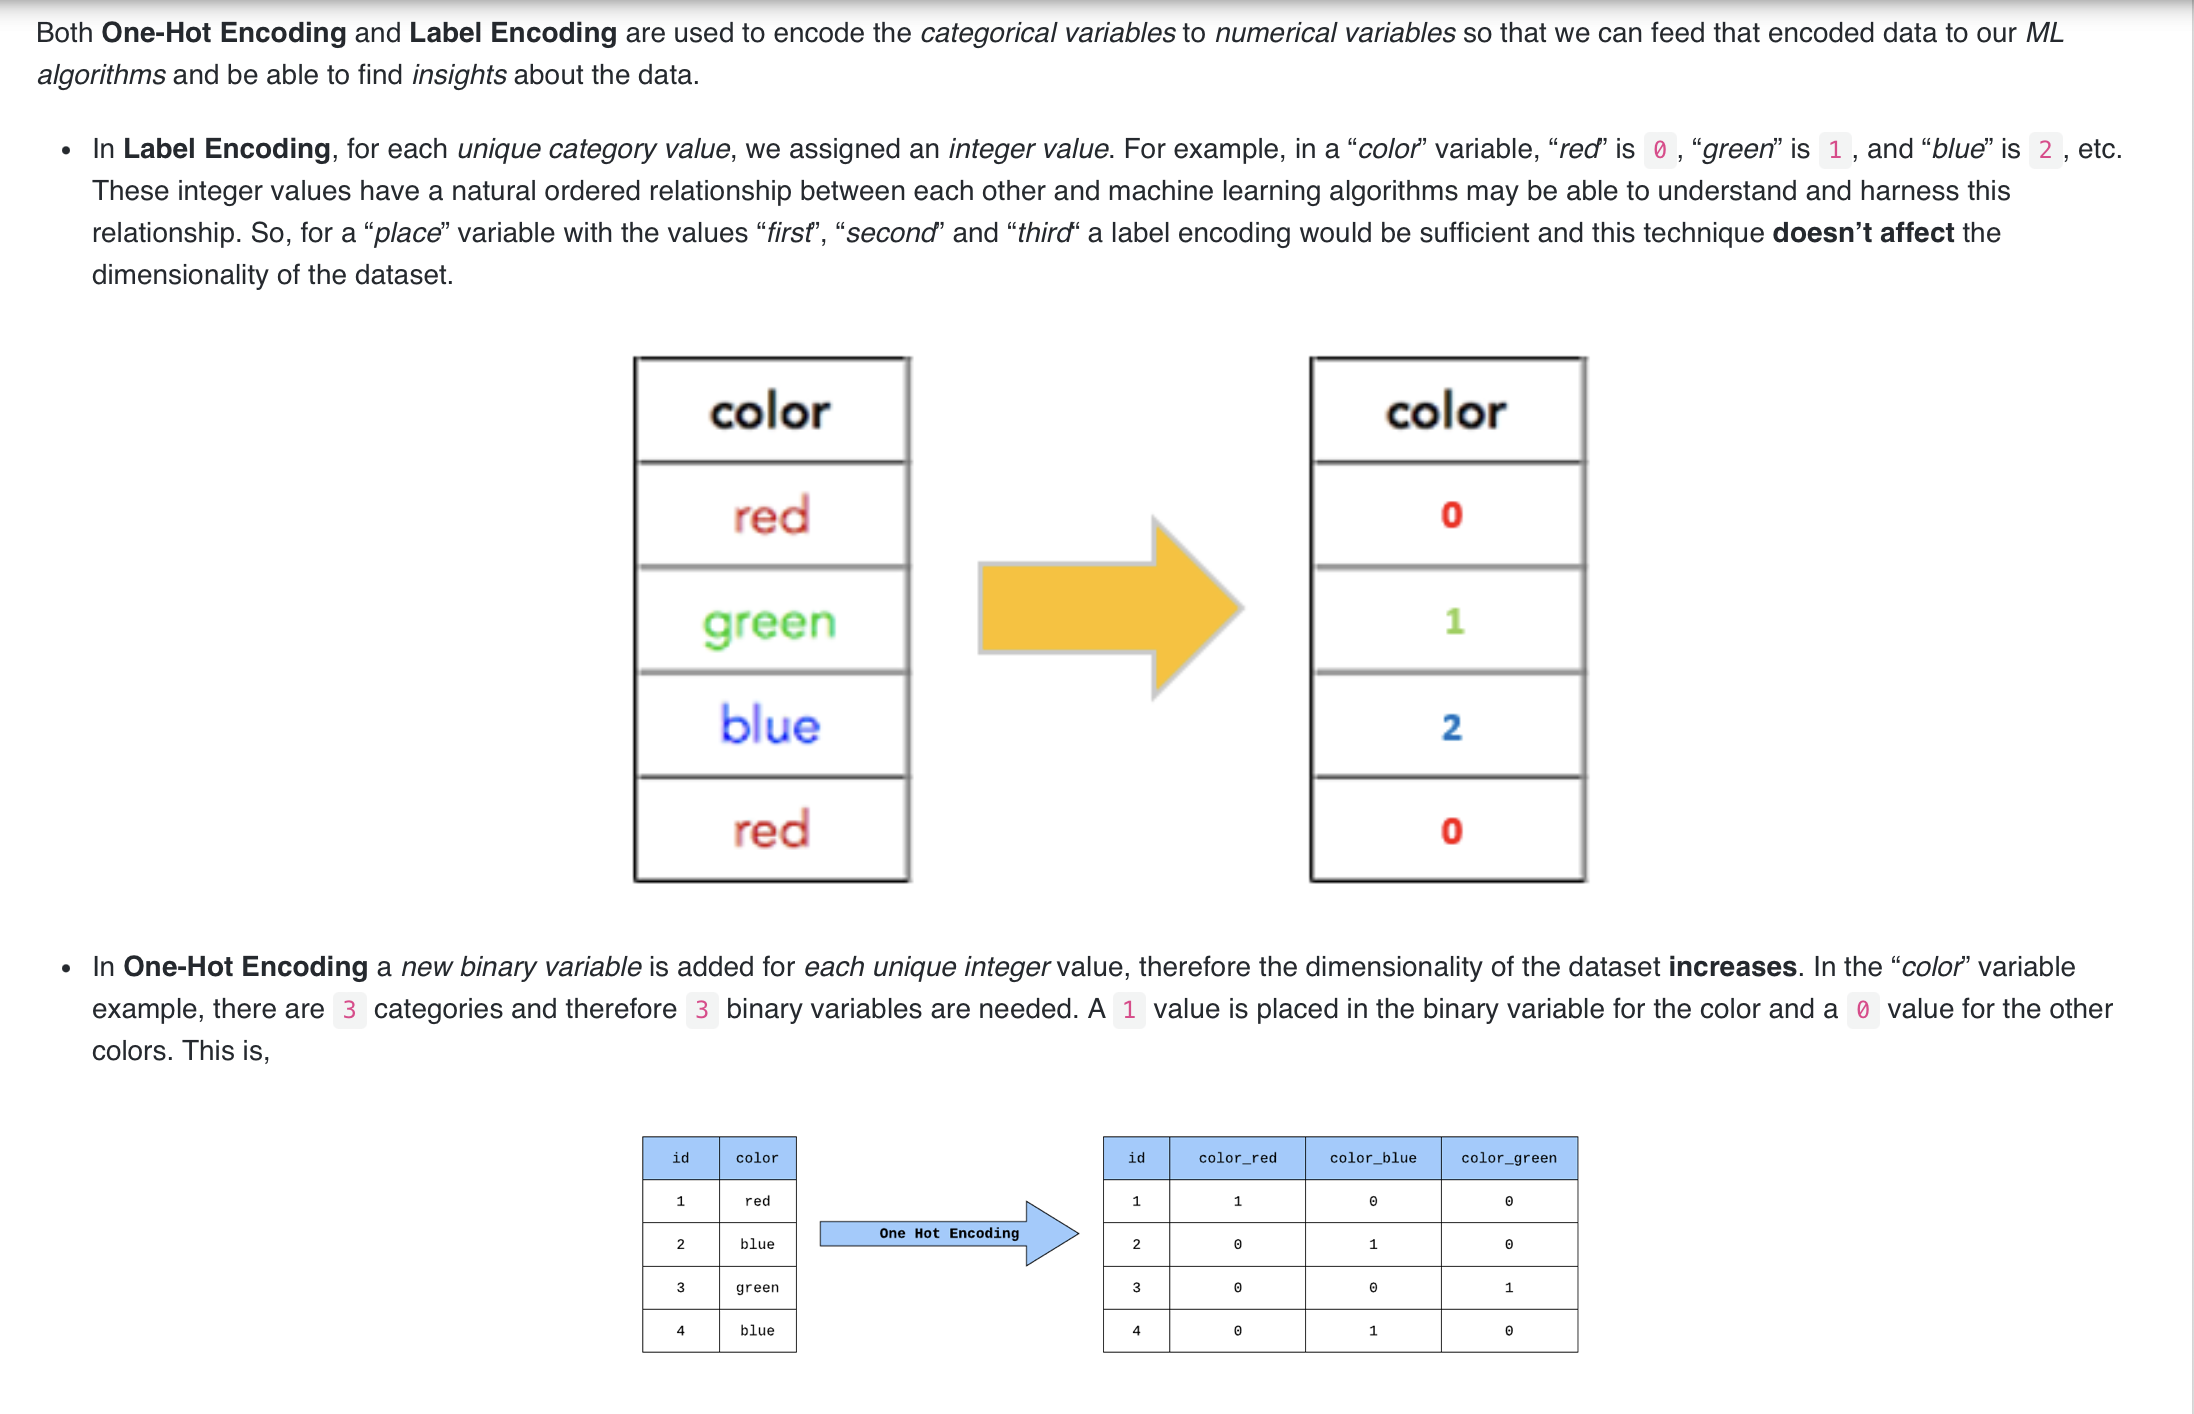 Both One-Hot Encoding and Label Encoding are used to encode the categorical variables to numerical variables so that we can feed that encoded data to our ML
algorithms and be able to find insights about the data.
• In Label Encoding, for each unique category value, we assigned an integer value. For example, in a “color” variable, “red” is 0 , “green” is 1 , and “blue” is 2 , etc.
These integer values have a natural ordered relationship between each other and machine learning algorithms may be able to understand and harness this
relationship. So, for a “place” variable with the values “first”, “second” and “third“ a label encoding would be sufficient and this technique doesn’t affect the
dimensionality of the dataset.
color
red
green
blue
red
color
0
1
2
0
• In One-Hot Encoding a new binary variable is added for each unique integer value, therefore the dimensionality of the dataset increases. In the “color” variable
example, there are 3 categories and therefore 3 binary variables are needed. A 1 value is placed in the binary variable for the color and a 0 value for the other
colors. This is,
id color
1 red
2 blue
3 green
4 blue
One Hot Encoding
id color_red color_blue color_green
1 1 0 0
2 0 1 0
3 0 0 1
4 0 1 0